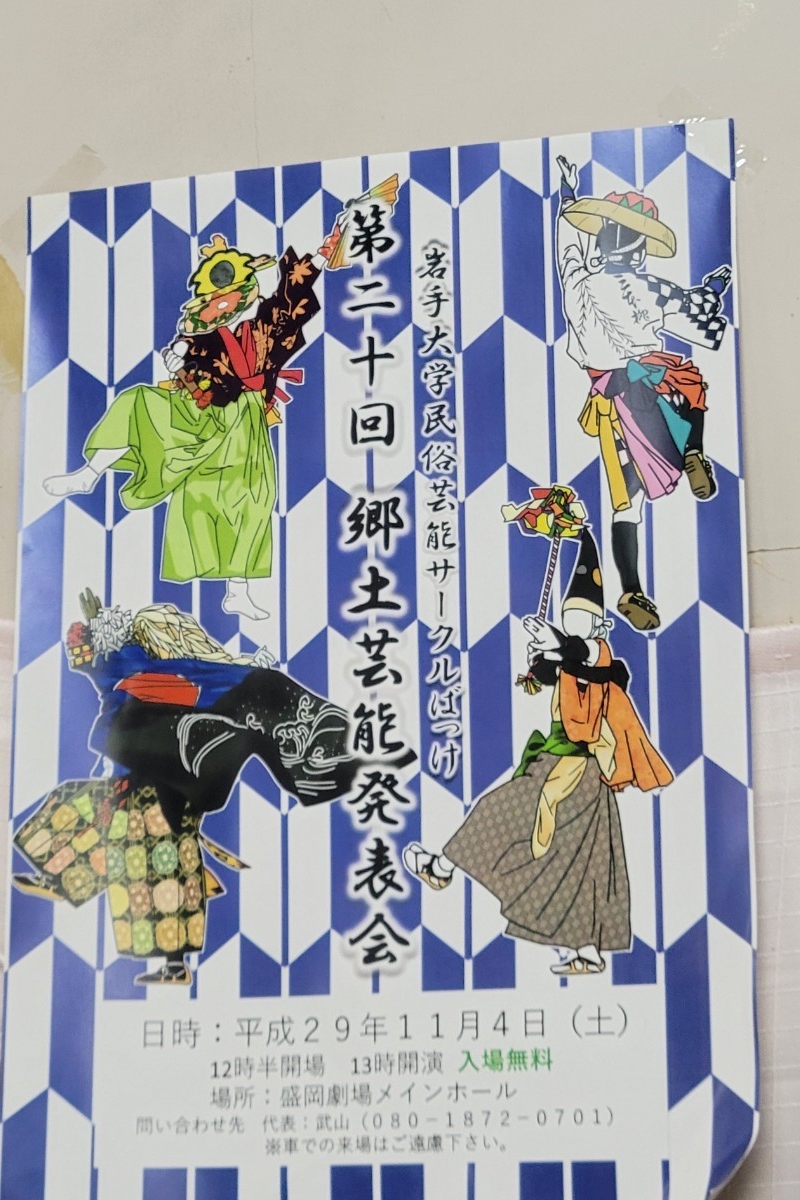 《岩手大学民俗芸能サークルばっけ
第二十回 郷土芸能発表会
三本柳
日時：平成２９年１１月４日（土）
12時半開場　13時開演 入場無料
場所：盛岡劇場メインホール
問い合わせ先　代表：武山（０８０－１８７２－０７０１）
※車での来場はご遠慮下さい。